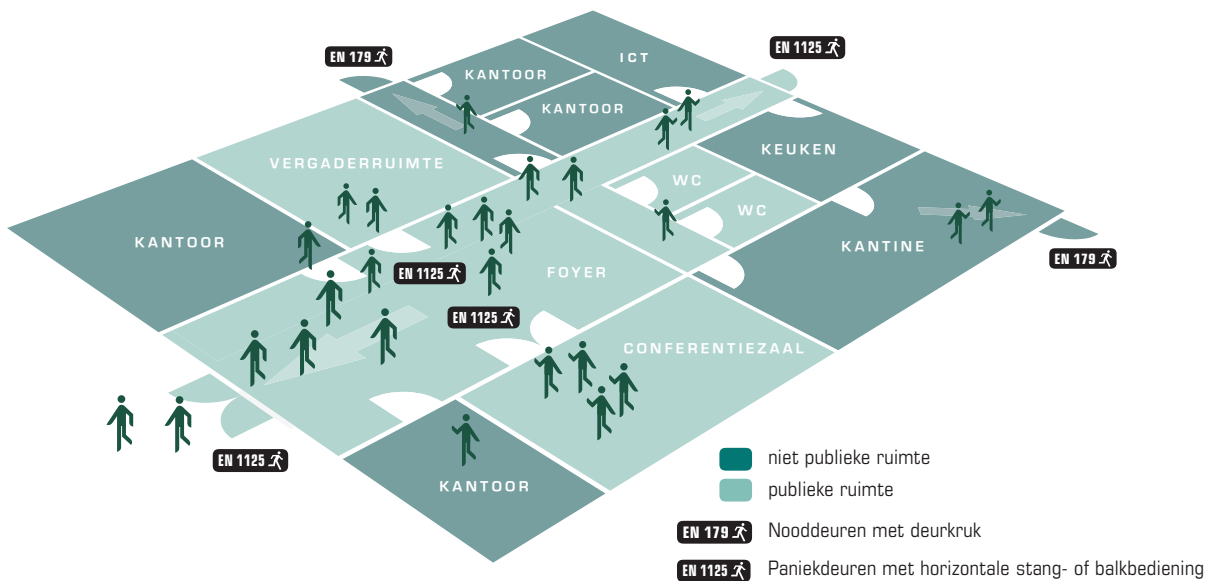 EN 179
ICT
EN 1125
KANTOOR
KANTOOR
KEUKEN
VERGADERRUIMTE
WC
WC
KANTOOR
KANTINE
EN 1125
FOYER
EN 179
EN 1125
CONFERENTIEZAAL
EN 1125
KANTOOR
niet publieke ruimte
publieke ruimte
EN 179 Nooddeuren met deurkruk
EN 1125 Paniekdeuren met horizontale stang- of balkbediening